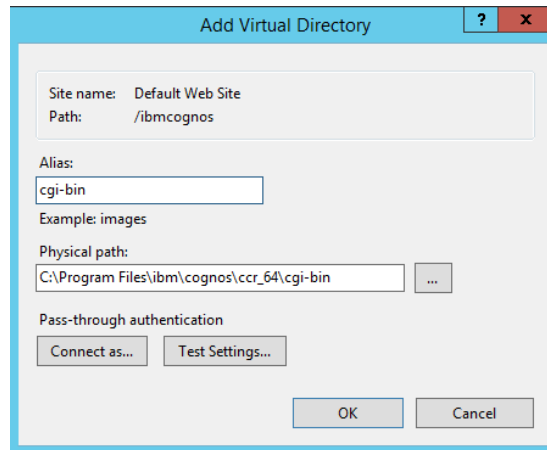 Add Virtual Directory
?
x
Site name: Default Web Site
Path: /ibmcognos
Alias:
cgi-bin
Example: images
Physical path:
C:\Program Files\ibm\cognos\ccr_64\cgi-bin
...
Pass-through authentication
Connect as... Test Settings...
OK Cancel